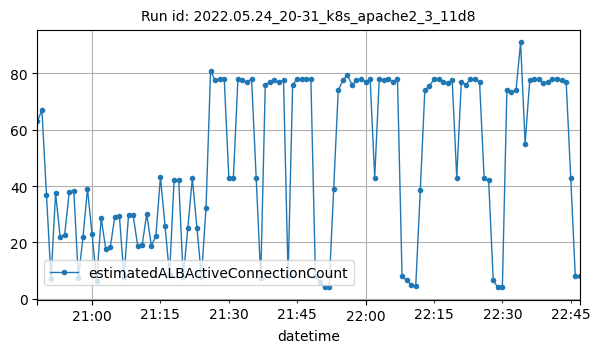 Run id: 2022.05.24_20-31_k8s_apache2_3_11d8
80
60
40
20
0
estimatedALBActiveConnectionCount
21:00 21:15 21:30 21:45 22:00 22:15 22:30 22:45
datetime